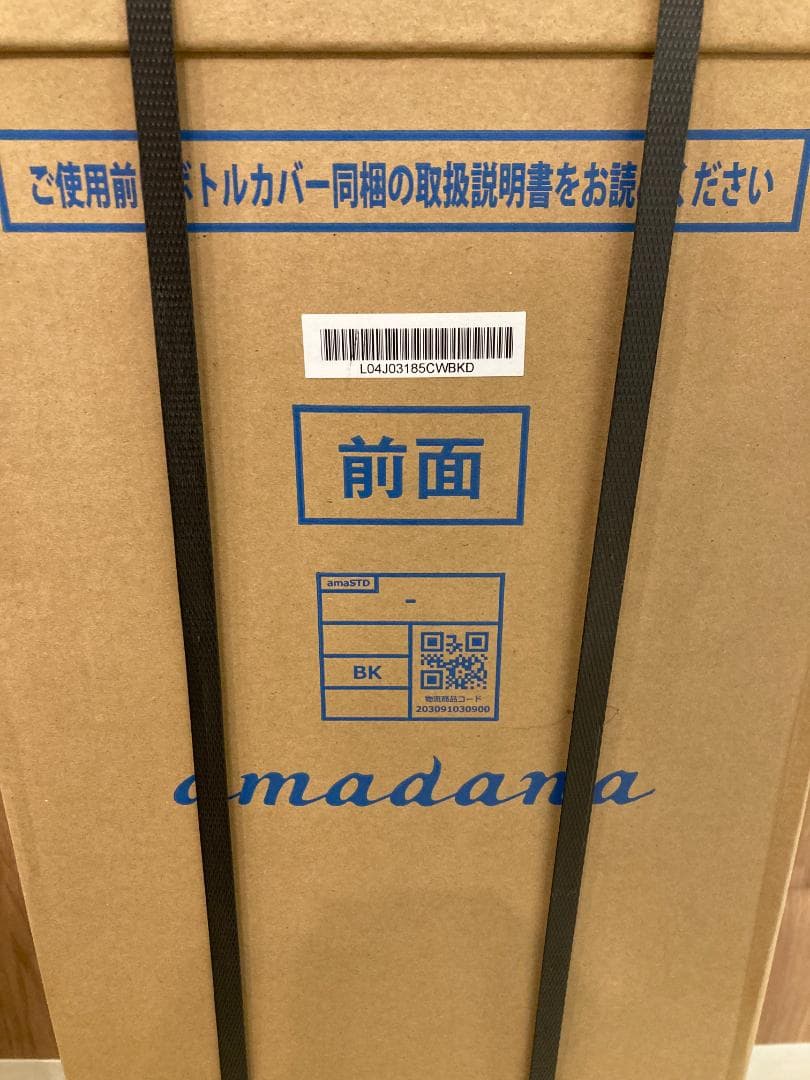 ご使用前 ボトルカバー同梱の取扱説明書をお読 ください
L04J03185CWBKD
前面
amaSTD
-
BK
物流商品コード
203091030900
amadana